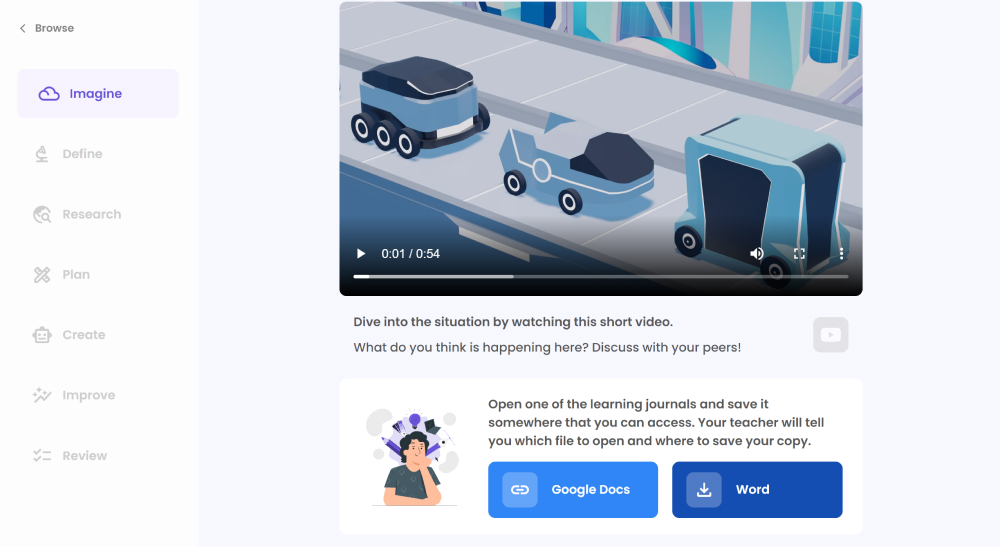 Browse
Imagine
Define
Research
Plan
Create
Improve
Review
0:01 / 0:54
Dive into the situation by watching this short video.
What do you think is happening here? Discuss with your peers!
Open one of the learning journals and save it
somewhere that you can access. Your teacher will tell
you which file to open and where to save your copy.
Google Docs
Word